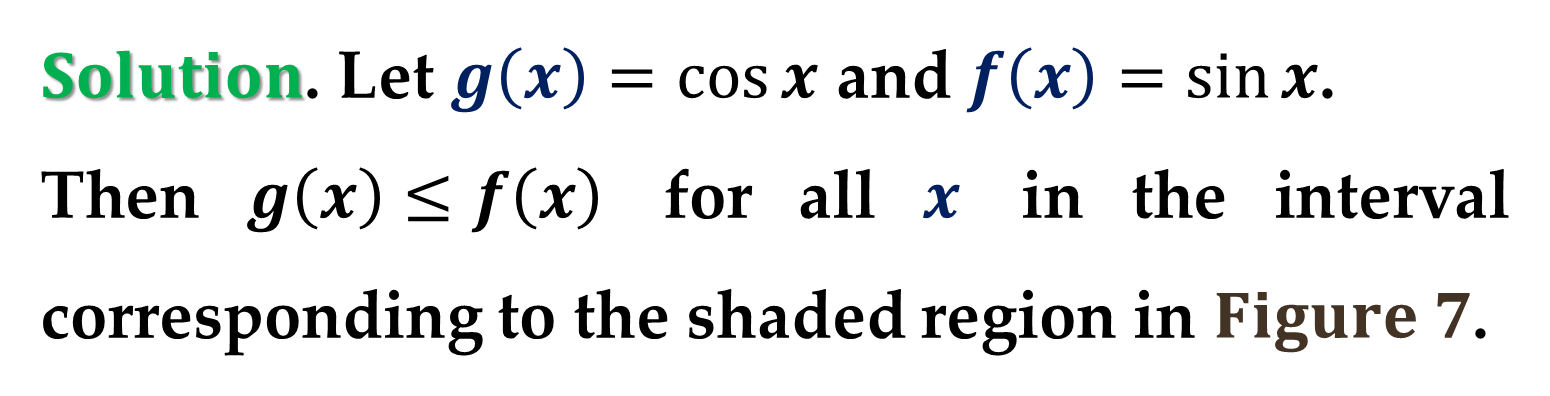 Solution. Let g(x) = cos x and f(x) = sin x.
Then g(x) ≤ f(x) for all x in the interval
corresponding to the shaded region in Figure 7.